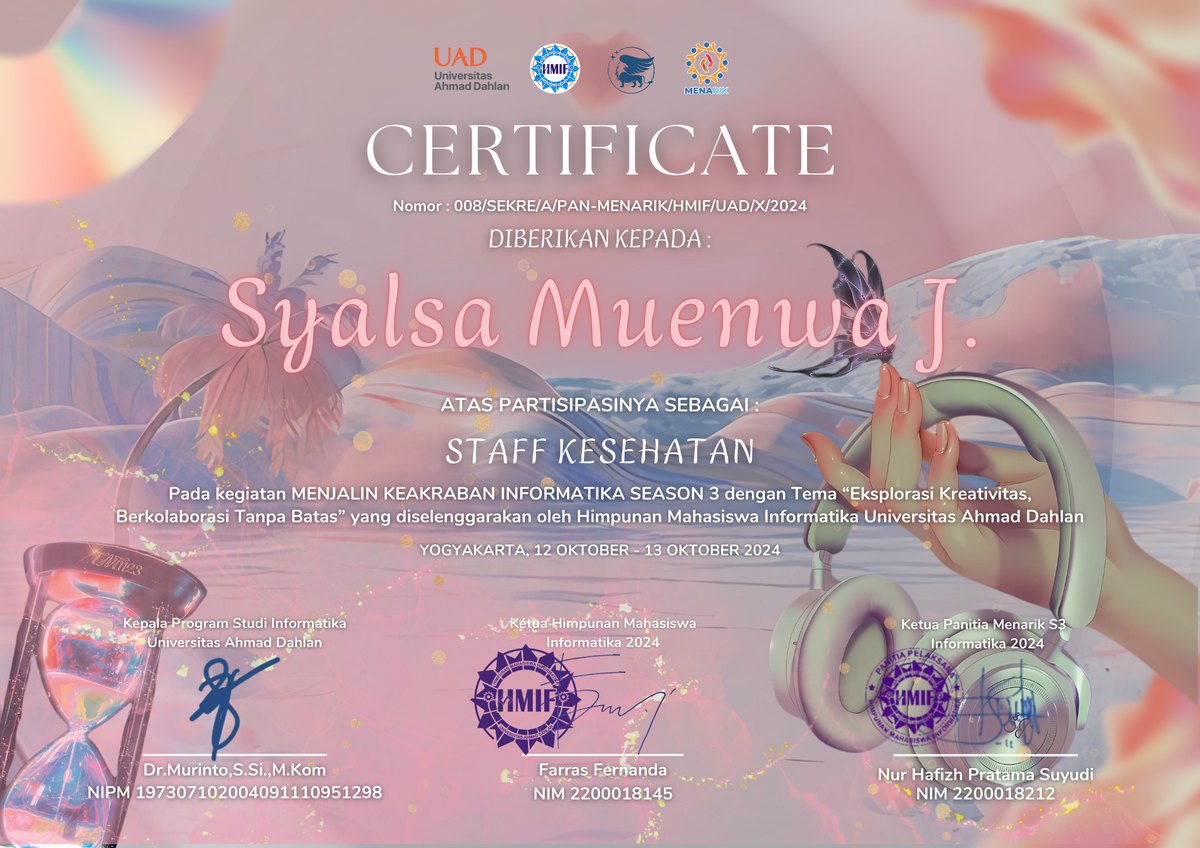 UAD
Universitas
Ahmad Dahlan
HMIF
MENARIK
CERTIFICATE
Nomor : 008/SEKRE/A/PAN-MENARIK/HMIF/UAD/X/2024
DIBERIKAN KEPADA :
Syalsa Muenwa J.
ATAS PARTISIPASINYA SEBAGAI :
STAFF KESEHATAN
Pada kegiatan MENJALIN KEAKRABAN INFORMATIKA SEASON 3 dengan Tema “Eksplorasi Kreativitas,
Berkolaborasi Tanpa Batas” yang diselenggarakan oleh Himpunan Mahasiswa Informatika Universitas Ahmad Dahlan
YOGYAKARTA, 12 OKTOBER - 13 OKTOBER 2024
Kepala Program Studi Informatika
Universitas Ahmad Dahlan
Dr.Murinto,S.Si.,M.Kom
NIPM 197307102004091110951298
Ketua Himpunan Mahasiswa
Informatika 2024
HMIF
Farras Fernanda
NIM 2200018145
Ketua Panitia Menarik S3
Informatika 2024
PANITIA PELAKSANA
HMIF
Nur Hafizh Pratama Suyudi
NIM 2200018212